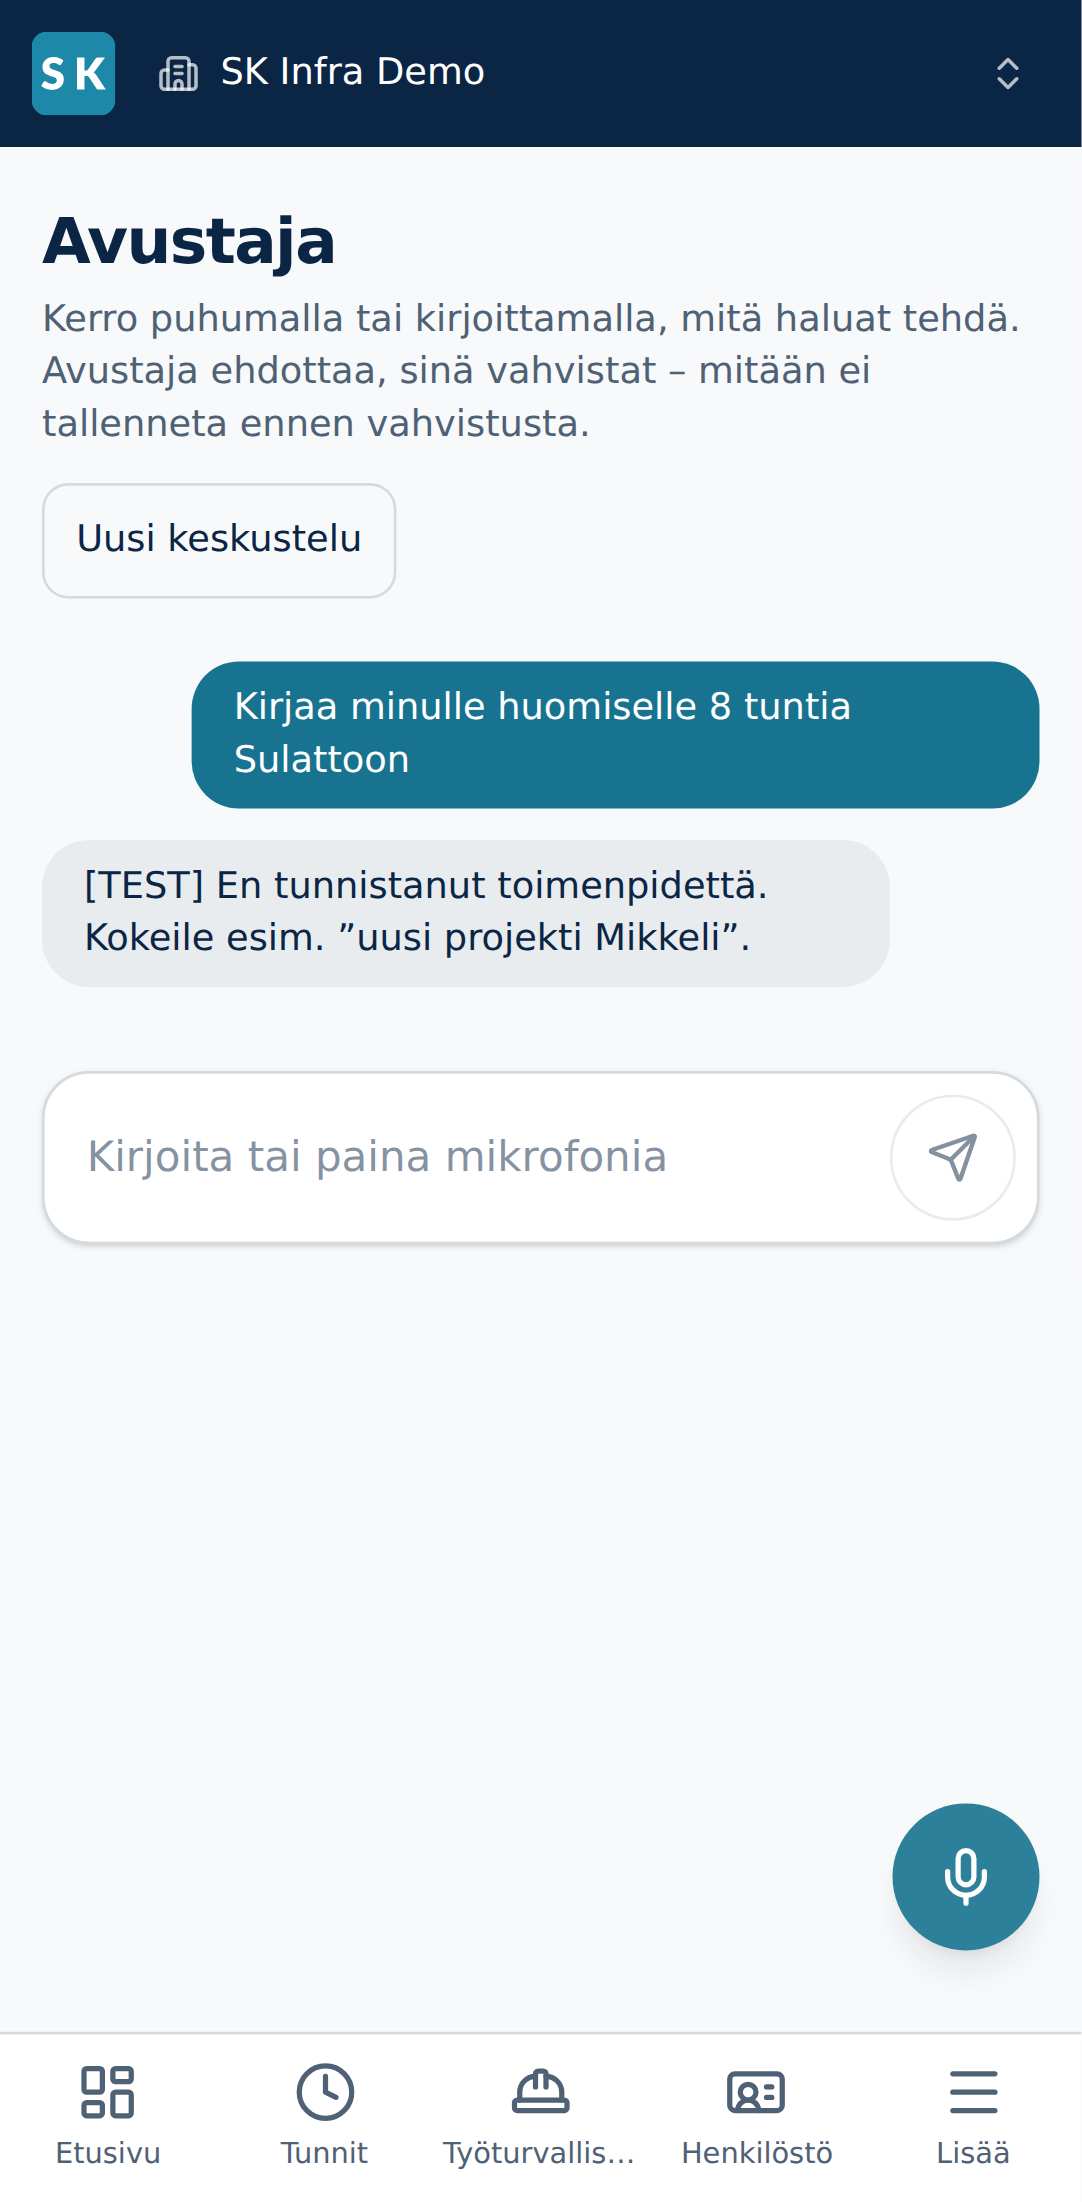 SK
SK Infra Demo
Avustaja
Kerro puhumalla tai kirjoittamalla, mitä haluat tehdä.
Avustaja ehdottaa, sinä vahvistat – mitään ei
tallenneta ennen vahvistusta.
Uusi keskustelu
Kirjaa minulle huomiselle 8 tuntia
Sulattoon
[TEST] En tunnistanut toimenpidettä.
Kokeile esim. ”uusi projekti Mikkeli”.
Kirjoita tai paina mikrofonia
Etusivu
Tunnit
Työturvallis...
Henkilöstö
Lisää